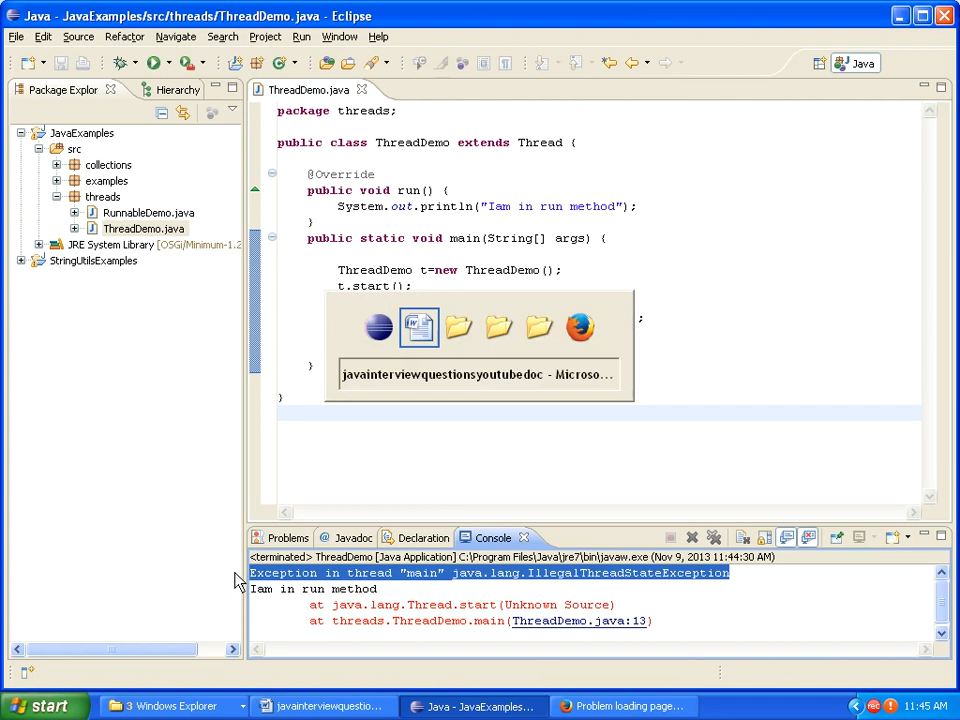 Java - JavaExamples/src/threads/ThreadDemo.java - Eclipse
File Edit Source Refactor Navigate Search Project Run Window Help
Java
Package Explor
Hierarchy
ThreadDemo.java
JavaExamples
src
collections
examples
threads
RunnableDemo.java
ThreadDemo.java
JRE System Library [OSGi/Minimum-1.2
StringUtilsExamples
package threads;
public class ThreadDemo extends Thread {
@Override
public void run() {
System.out.println("Iam in run method");
}
public static void main(String[] args) {
ThreadDemo t=new ThreadDemo();
t.start();
;
}
}
javainterviewquestionsyoutubedoc - Microso...
Problems Javadoc Declaration Console
<terminated> ThreadDemo [Java Application] C:\Program Files\Java\jre7\bin\javaw.exe (Nov 9, 2013 11:44:30 AM)
Exception in thread "main" java.lang.IllegalThreadStateException
Iam in run method
at java.lang.Thread.start(Unknown Source)
at threads.ThreadDemo.main(ThreadDemo.java:13)
start
3 Windows Explorer
javainterviewquestio...
Java - JavaExamples...
Problem loading page...
rec
11:45 AM